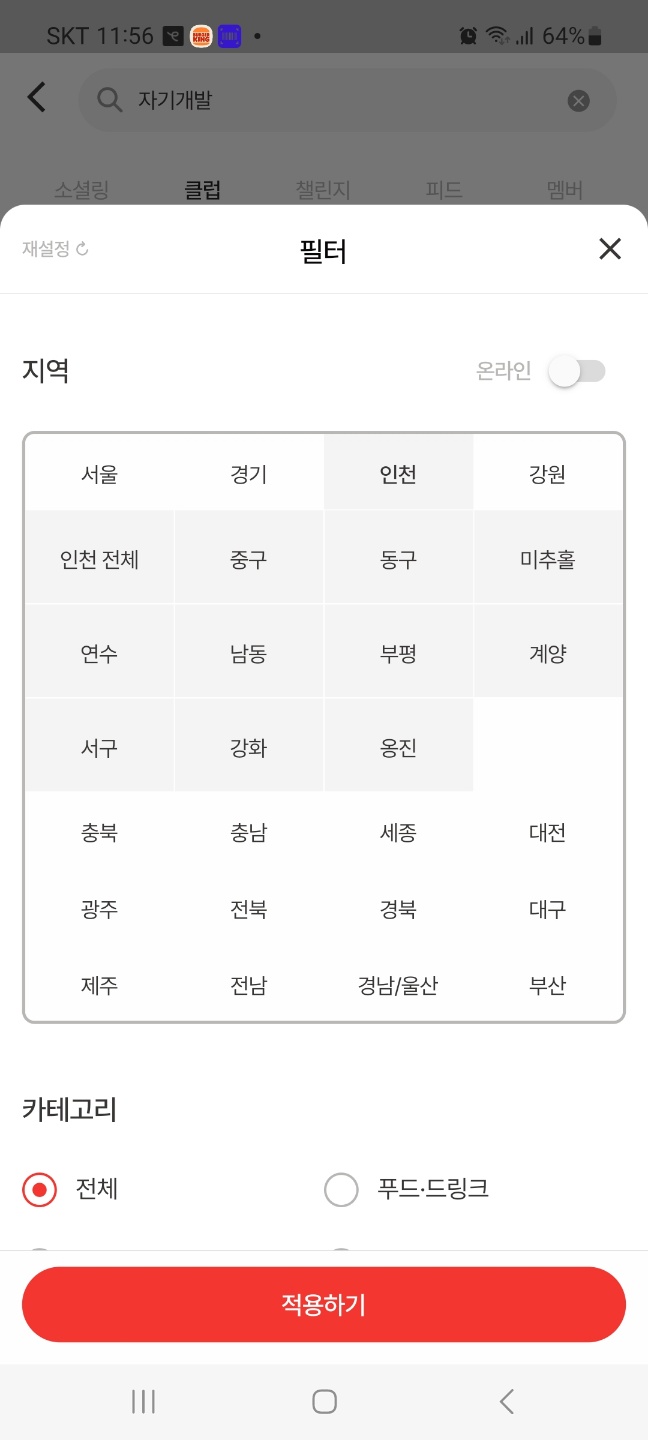 SKT 11:56 64%
자기개발
소셜링 클럽 챌린지 피드 멤버
재설정 필터
지역 온라인
서울 경기 인천 강원
인천 전체 중구 동구 미추홀
연수 남동 부평 계양
서구 강화 옹진
충북 충남 세종 대전
광주 전북 경북 대구
제주 전남 경남/울산 부산
카테고리
전체 푸드·드링크
적용하기